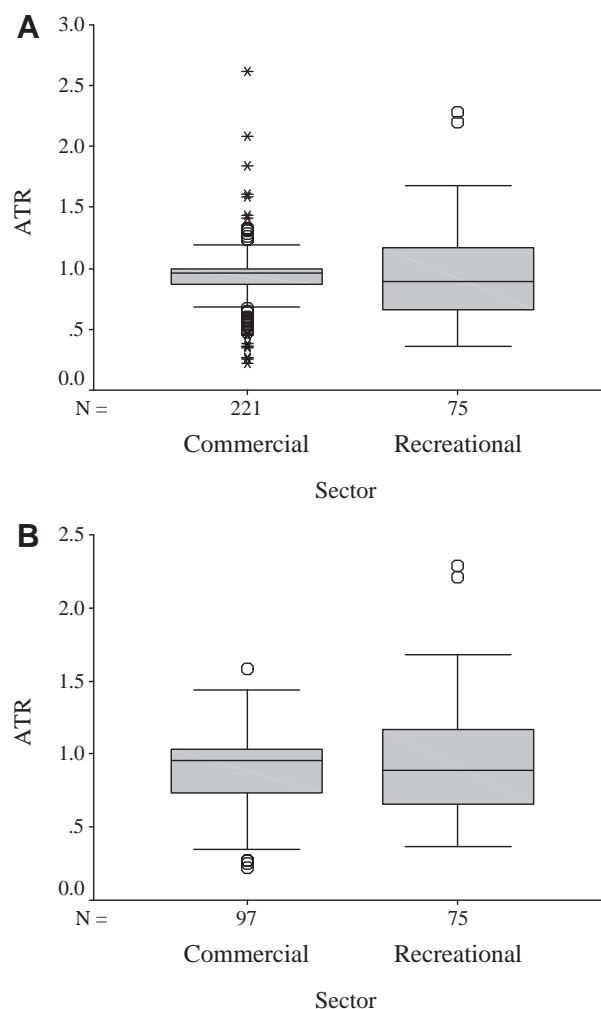 A
3.0
2.5
2.0
1.5
1.0
.5
0.0
ATR
N = 221 75
Commercial Recreational
Sector
B
2.5
2.0
1.5
1.0
.5
0.0
ATR
N = 97 75
Commercial Recreational
Sector